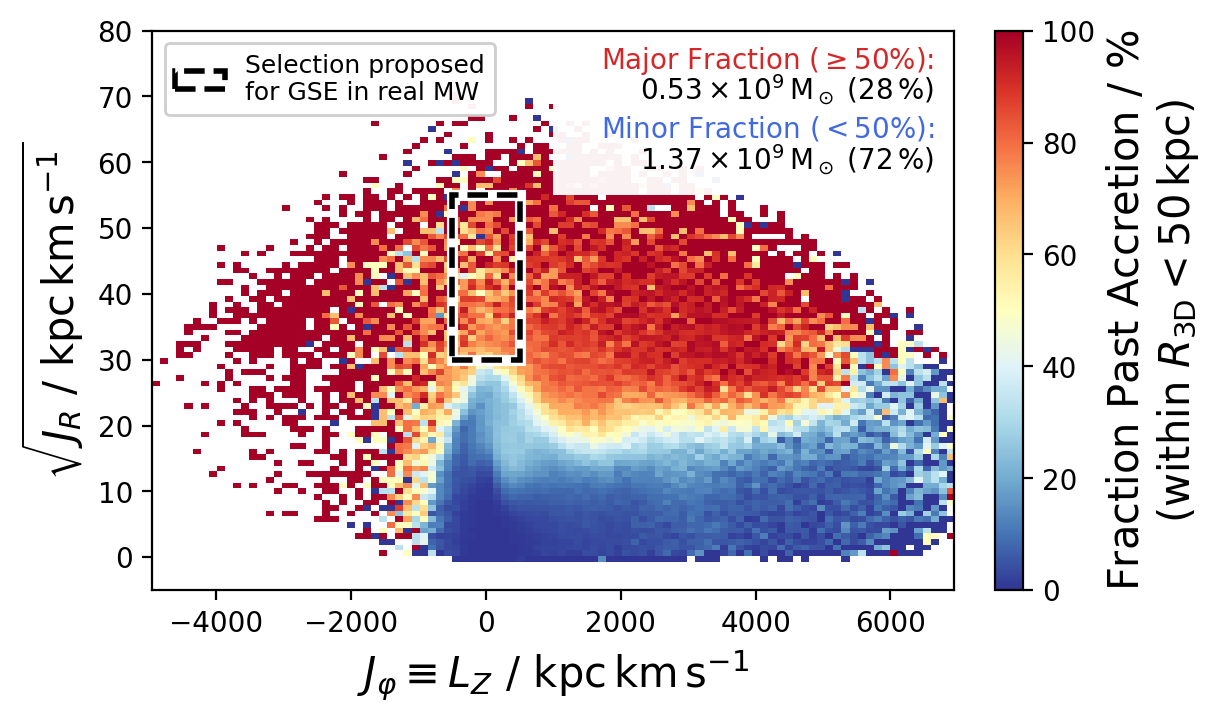 Selection proposed
for GSE in real MW
Major Fraction (≥50%):
0.53 × 10⁹ M⊙ (28 %)
Minor Fraction (<50%):
1.37 × 10⁹ M⊙ (72 %)
80
70
60
50
40
30
20
10
0
√J_R / kpc km s⁻¹
−4000
−2000
0
2000
4000
6000
J_φ ≡ L_Z / kpc km s⁻¹
100
80
60
40
20
0
Fraction Past Accretion / %
(within R_3D < 50 kpc)